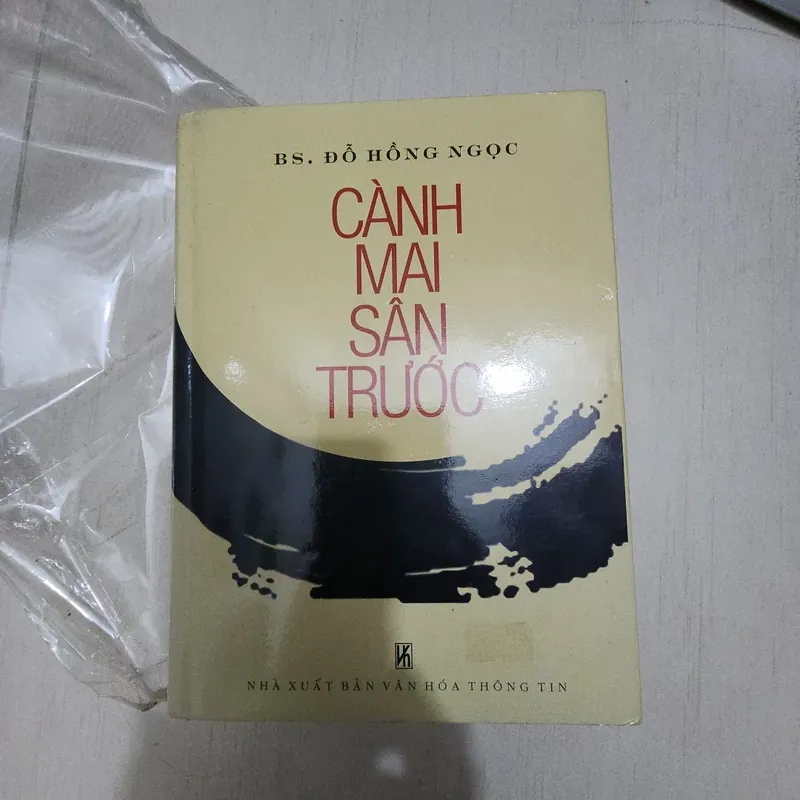 BS. ĐỖ HỒNG NGỌC
CÀNH
MAI
SÂN
TRƯỚC
NHÀ XUẤT BẢN VĂN HÓA THÔNG TIN